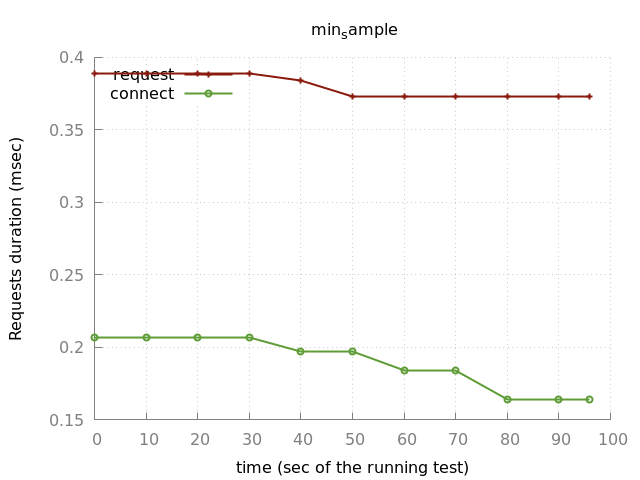 min_sample
0.4
request
connect
0.35
0.3
0.25
0.2
0.15
Requests duration (msec)
0 10 20 30 40 50 60 70 80 90 100
time (sec of the running test)